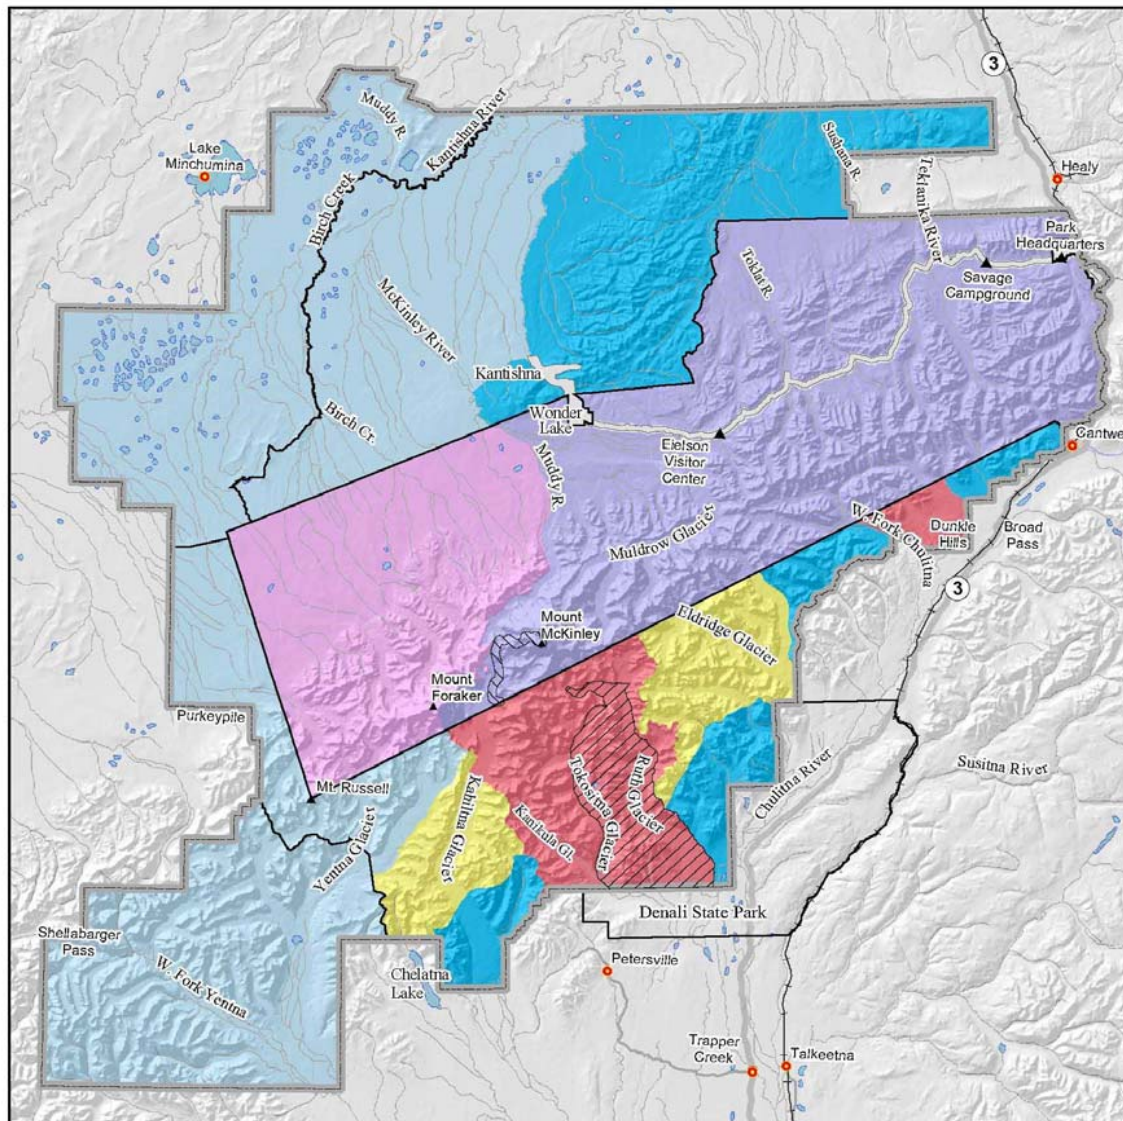 3
Muddy R.
Kantishna River
Lake
Minchumina
Sushana R.
Teklanika River
Healy
Birch Creek
Park
Headquarters
Toklat R.
Savage
Campground
McKinley River
Kantishna
Birch Cr.
Wonder
Lake
Eielson
Visitor
Center
Cantwe
Muddy R.
Muldrow Glacier
W. Fork Chulitna
Dunkle
Hills
Broad
Pass
3
Mount
McKinley
Eldridge Glacier
Mount
Foraker
Purkeypile
Mt. Russell
Chulitna River
Susitna River
Yentna Glacier
Kahiltna Glacier
Kanikula Gl.
Tokositna Glacier
Ruth Glacier
Denali State Park
Shellabarger
Pass
W. Fork Yentna
Chelatna
Lake
Petersville
Trapper
Creek
Talkeetna